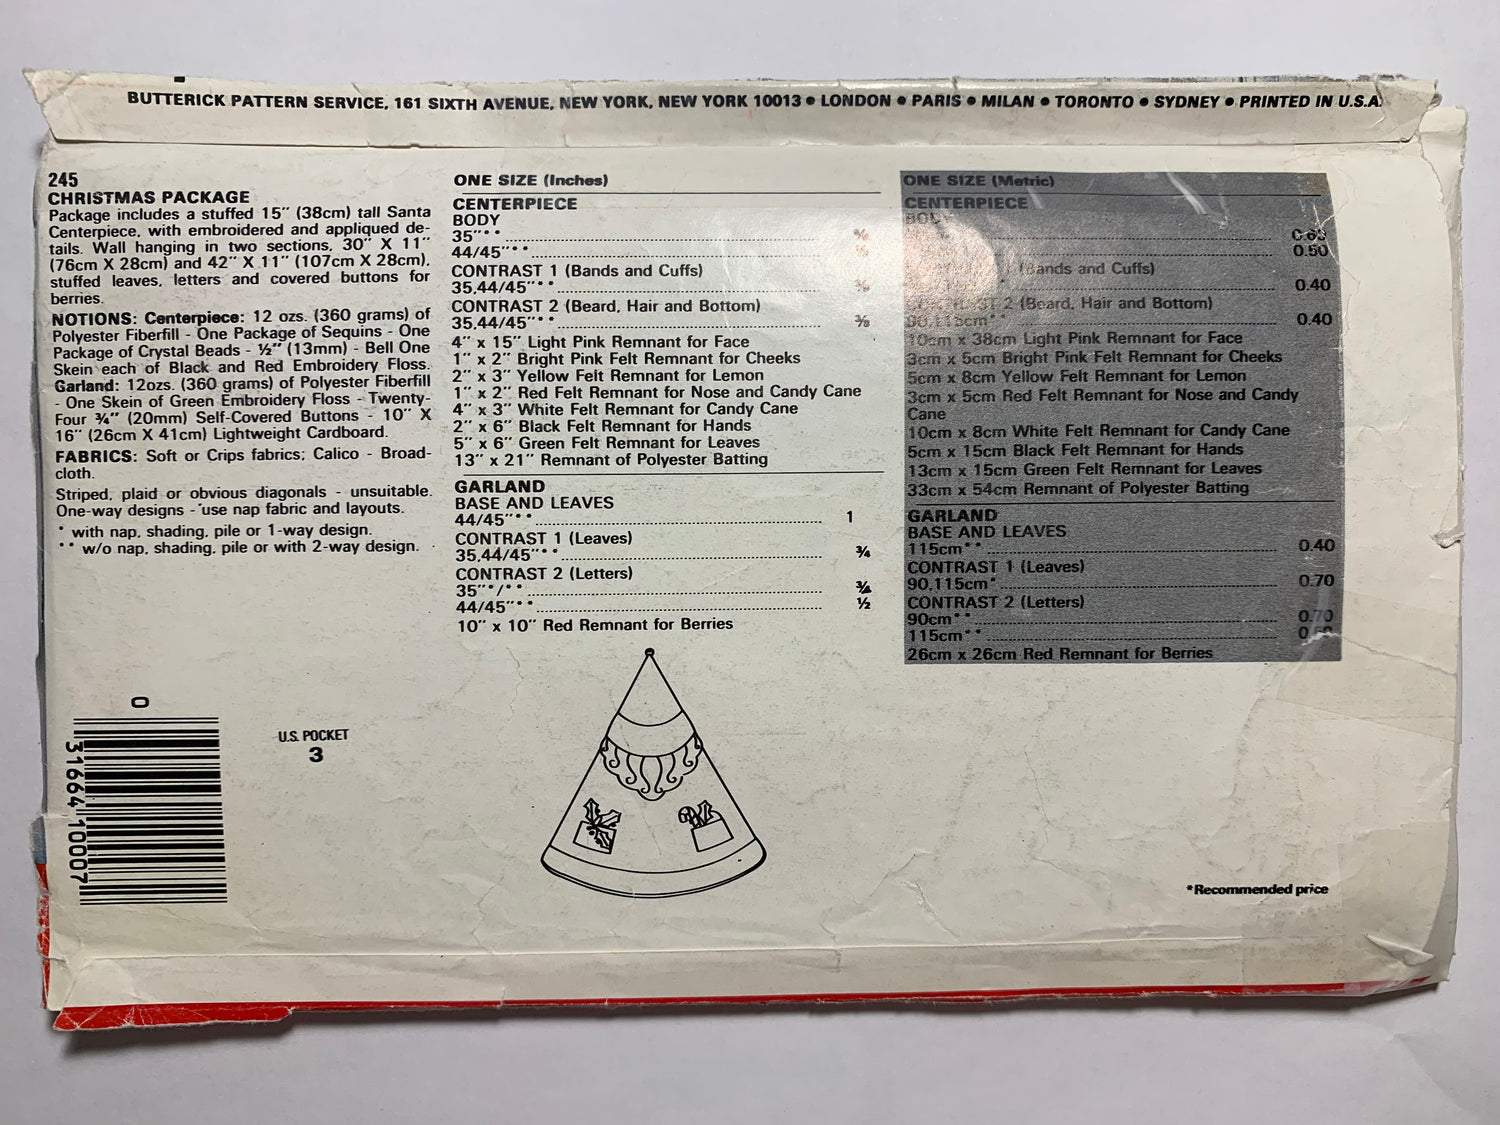 BUTTERICK PATTERN SERVICE, 161 SIXTH AVENUE, NEW YORK, NEW YORK 10013 • LONDON • PARIS • MILAN • TORONTO • SYDNEY • PRINTED IN U.S.A.
245
CHRISTMAS PACKAGE
Package includes a stuffed 15" (38cm) tall Santa
Centerpiece, with embroidered and appliqued de-
tails. Wall hanging in two sections, 30" X 11"
(76cm X 28cm) and 42" X 11" (107cm X 28cm),
stuffed leaves, letters and covered buttons for
berries.
NOTIONS: Centerpiece: 12 ozs. (360 grams) of
Polyester Fiberfill - One Package of Sequins - One
Package of Crystal Beads - ½" (13mm) - Bell One
Skein each of Black and Red Embroidery Floss.
Garland: 12ozs. (360 grams) of Polyester Fiberfill
- One Skein of Green Embroidery Floss - Twenty-
Four ¾" (20mm) Self-Covered Buttons - 10" X
16" (26cm X 41cm) Lightweight Cardboard.
FABRICS: Soft or Crips fabrics; Calico - Broad-
cloth.
Striped, plaid or obvious diagonals - unsuitable.
One-way designs - use nap fabric and layouts.
* with nap, shading, pile or 1-way design.
** w/o nap, shading, pile or with 2-way design.
ONE SIZE (Inches)
CENTERPIECE
BODY
35"**
44/45"**
CONTRAST 1 (Bands and Cuffs)
35,44/45"**
CONTRAST 2 (Beard, Hair and Bottom)
35,44/45"** ⅜
4" x 15" Light Pink Remnant for Face
1" x 2" Bright Pink Felt Remnant for Cheeks
2" x 3" Yellow Felt Remnant for Lemon
1" x 2" Red Felt Remnant for Nose and Candy Cane
4" x 3" White Felt Remnant for Candy Cane
2" x 6" Black Felt Remnant for Hands
5" x 6" Green Felt Remnant for Leaves
13" x 21" Remnant of Polyester Batting
GARLAND
BASE AND LEAVES
44/45"** 1
CONTRAST 1 (Leaves)
35,44/45"** ¾
CONTRAST 2 (Letters)
35"*/** ¾
44/45"** ½
10" x 10" Red Remnant for Berries
ONE SIZE (Metric)
CENTERPIECE
BODY
0.50
(Bands and Cuffs)
0.40
CONTRAST 2 (Beard, Hair and Bottom)
90,115cm** 0.40
10cm x 38cm Light Pink Remnant for Face
3cm x 5cm Bright Pink Felt Remnant for Cheeks
5cm x 8cm Yellow Felt Remnant for Lemon
3cm x 5cm Red Felt Remnant for Nose and Candy
Cane
10cm x 8cm White Felt Remnant for Candy Cane
5cm x 15cm Black Felt Remnant for Hands
13cm x 15cm Green Felt Remnant for Leaves
33cm x 54cm Remnant of Polyester Batting
GARLAND
BASE AND LEAVES
115cm** 0.40
CONTRAST 1 (Leaves)
90,115cm* 0.70
CONTRAST 2 (Letters)
90cm** 0.70
115cm**
26cm x 26cm Red Remnant for Berries
0
31664 10007
U.S. POCKET
3
*Recommended price